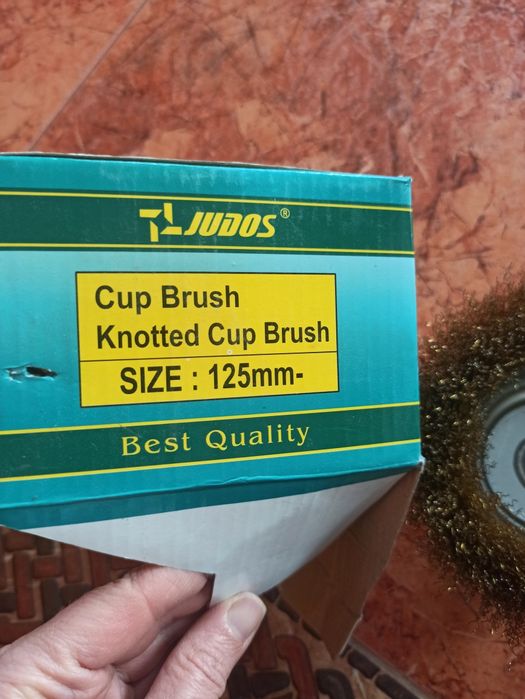 JUDOS®
Cup Brush
Knotted Cup Brush
SIZE : 125mm-
Best Quality